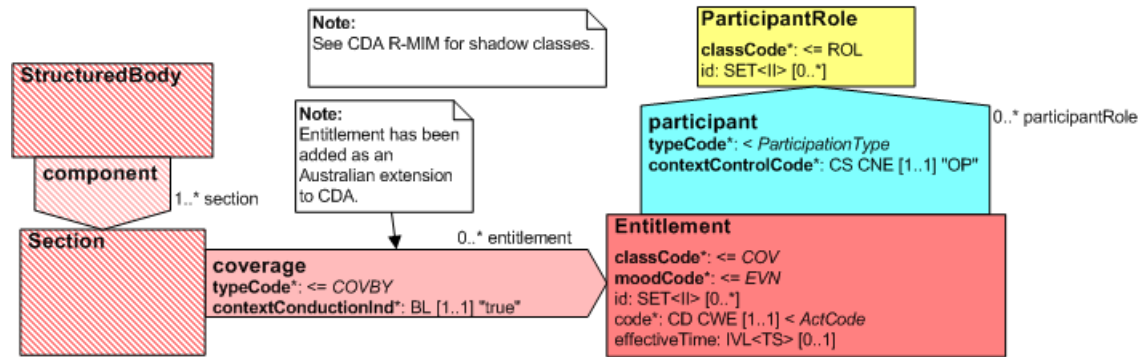 Note:
See CDA R-MIM for shadow classes.
ParticipantRole
classCode*: <= ROL
id: SET<II> [0..*]
StructuredBody
component
1..* section
Note:
Entitlement has been
added as an
Australian extension
to CDA.
participant
typeCode*: < ParticipationType
contextControlCode*: CS CNE [1..1] "OP"
0..* participantRole
Section
coverage
typeCode*: <= COVBY
contextConductionInd*: BL [1..1] "true"
0..* entitlement
Entitlement
classCode*: <= COV
moodCode*: <= EVN
id: SET<II> [0..*]
code*: CD CWE [1..1] < ActCode
effectiveTime: IVL<TS> [0..1]